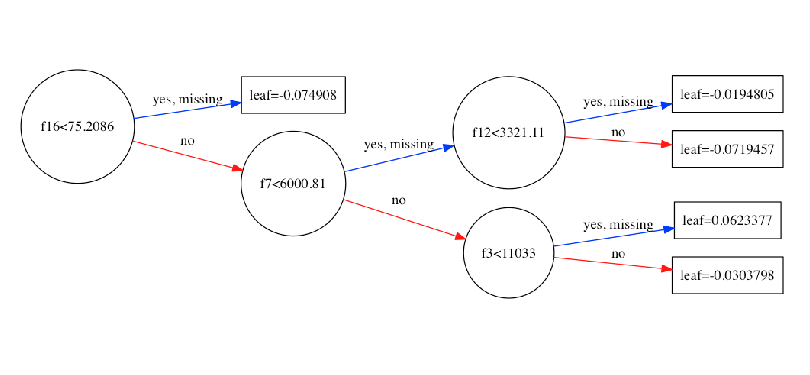 f16<75.2086
yes, missing
leaf=-0.074908
no
f7<6000.81
yes, missing
f12<3321.11
yes, missing
leaf=-0.0194805
no
leaf=-0.0719457
no
f3<11033
yes, missing
leaf=0.0623377
no
leaf=-0.0303798